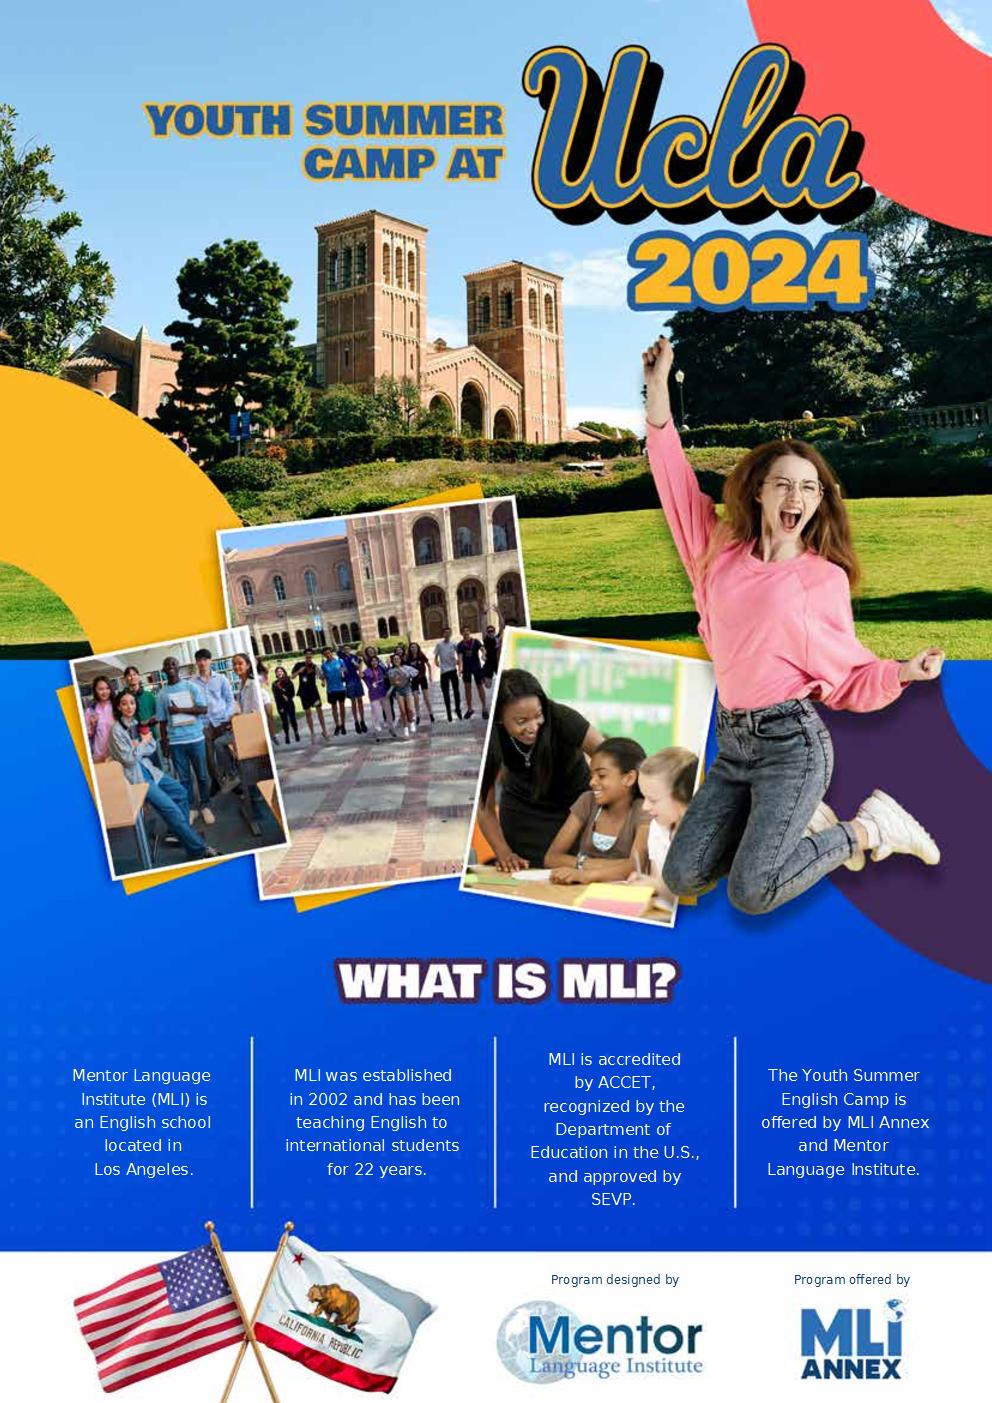 YOUTH SUMMER
CAMP AT
Ucla
2024
WHAT IS MLI?
Mentor Language
Institute (MLI) is
an English school
located in
Los Angeles.
MLI was established
in 2002 and has been
teaching English to
international students
for 22 years.
MLI is accredited
by ACCET,
recognized by the
Department of
Education in the U.S.,
and approved by
SEVP.
The Youth Summer
English Camp is
offered by MLI Annex
and Mentor
Language Institute.
CALIFORNIA REPUBLIC
Program designed by
Mentor
Language Institute
Program offered by
MLI
ANNEX